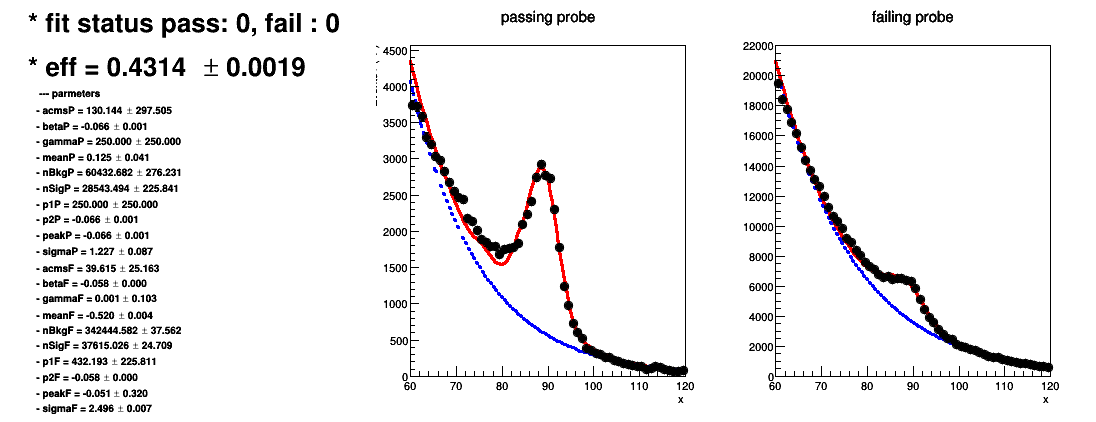 * fit status pass: 0, fail : 0
* eff = 0.4314 ± 0.0019
--- parmeters
- acmsP = 130.144 ± 297.505
- betaP = -0.066 ± 0.001
- gammaP = 250.000 ± 250.000
- meanP = 0.125 ± 0.041
- nBkgP = 60432.682 ± 276.231
- nSigP = 28543.494 ± 225.841
- p1P = 250.000 ± 250.000
- p2P = -0.066 ± 0.001
- peakP = -0.066 ± 0.001
- sigmaP = 1.227 ± 0.087
- acmsF = 39.615 ± 25.163
- betaF = -0.058 ± 0.000
- gammaF = 0.001 ± 0.103
- meanF = -0.520 ± 0.004
- nBkgF = 342444.582 ± 37.562
- nSigF = 37615.026 ± 24.709
- p1F = 432.193 ± 225.811
- p2F = -0.058 ± 0.000
- peakF = -0.051 ± 0.320
- sigmaF = 2.496 ± 0.007
passing probe
4500
4000
3500
3000
2500
2000
1500
1000
500
0
60 70 80 90 100 110 120
x
failing probe
22000
20000
18000
16000
14000
12000
10000
8000
6000
4000
2000
0
60 70 80 90 100 110 120
x